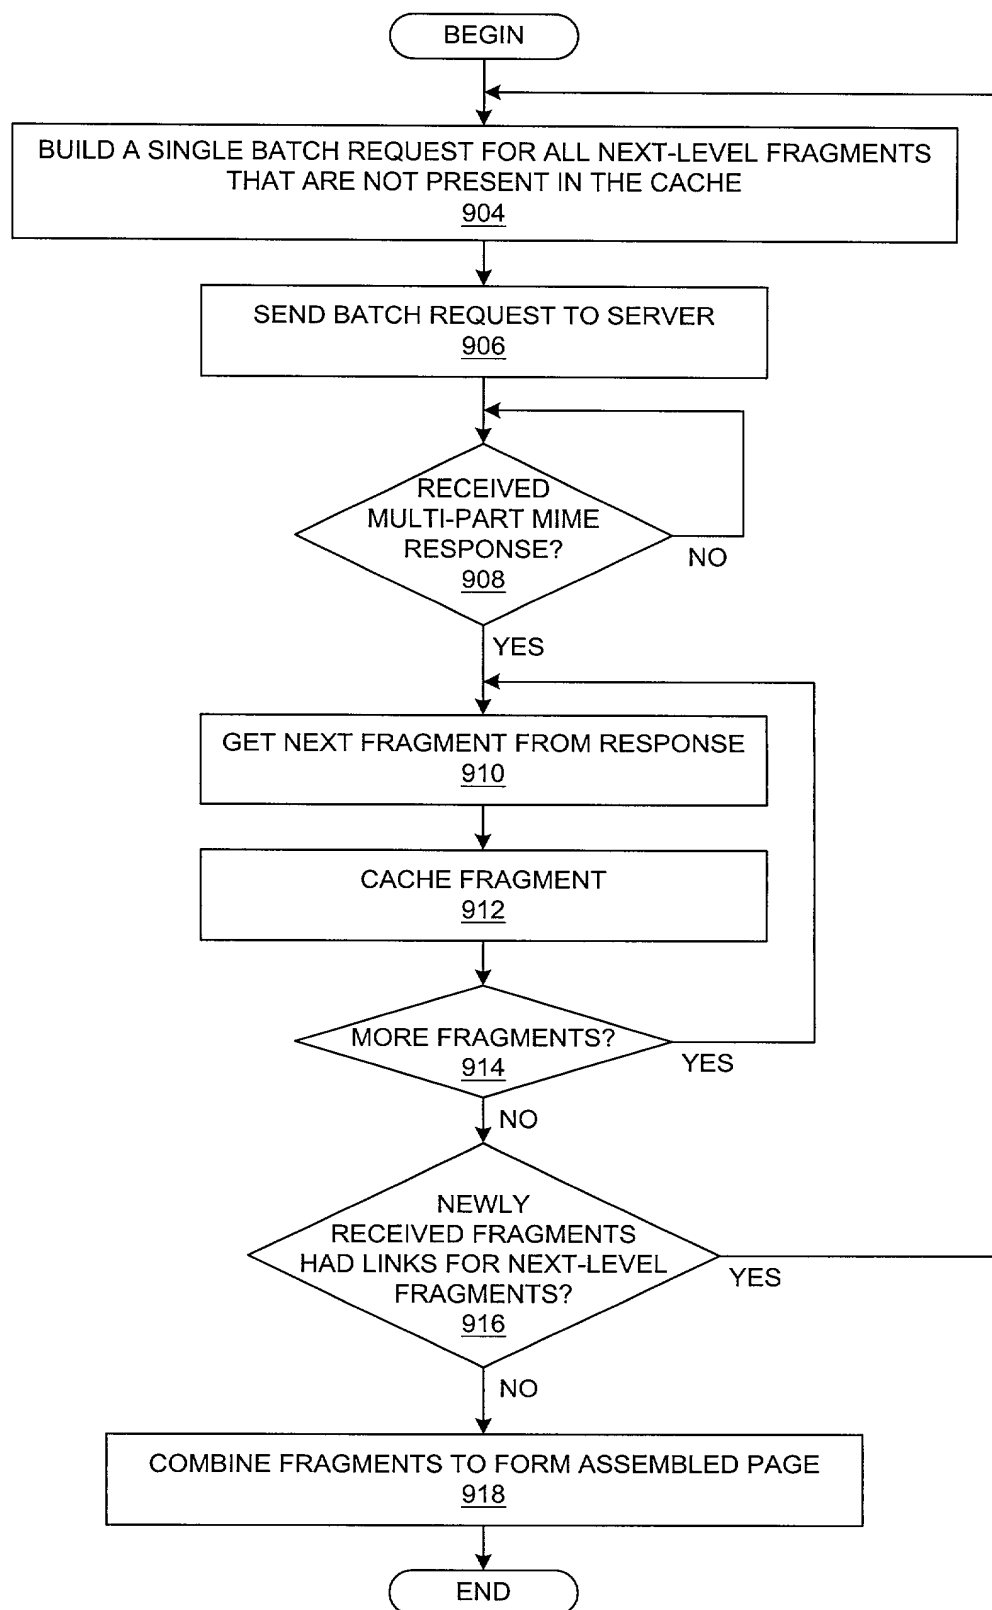 BEGIN
BUILD A SINGLE BATCH REQUEST FOR ALL NEXT-LEVEL FRAGMENTS
THAT ARE NOT PRESENT IN THE CACHE
904
SEND BATCH REQUEST TO SERVER
906
RECEIVED
MULTI-PART MIME
RESPONSE?
908
NO
YES
GET NEXT FRAGMENT FROM RESPONSE
910
CACHE FRAGMENT
912
MORE FRAGMENTS?
914
YES
NO
NEWLY
RECEIVED FRAGMENTS
HAD LINKS FOR NEXT-LEVEL
FRAGMENTS?
916
YES
NO
COMBINE FRAGMENTS TO FORM ASSEMBLED PAGE
918
END